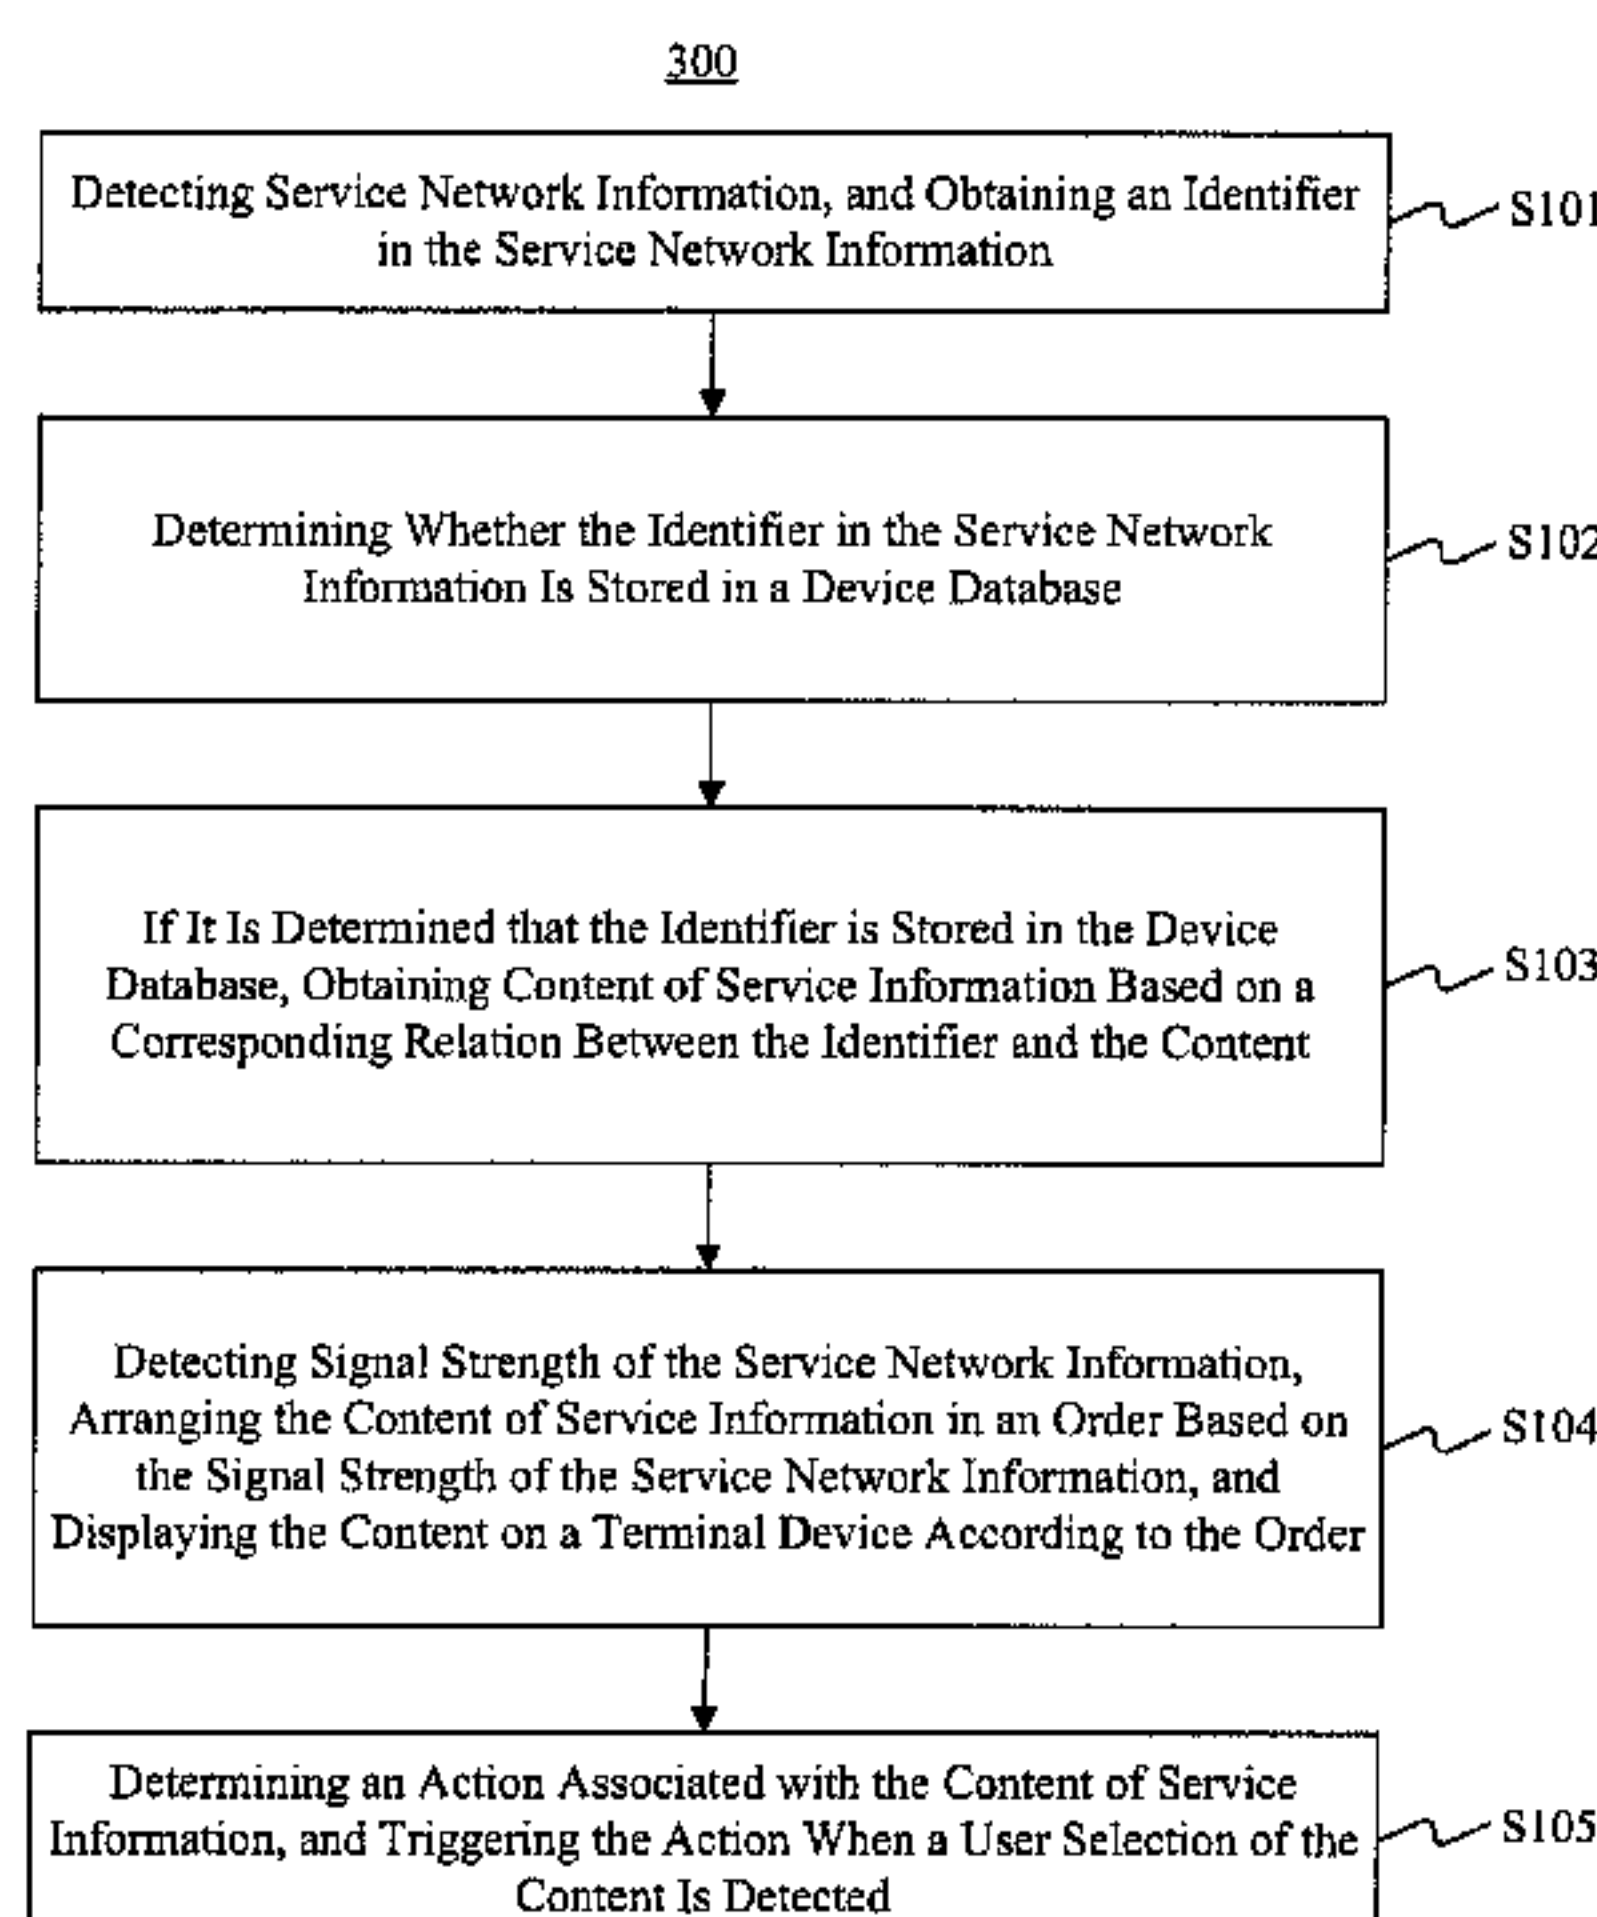 300
Detecting Service Network Information, and Obtaining an Identifier
in the Service Network Information
S101
Determining Whether the Identifier in the Service Network
Information Is Stored in a Device Database
S102
If It Is Determined that the Identifier is Stored in the Device
Database, Obtaining Content of Service Information Based on a
Corresponding Relation Between the Identifier and the Content
S103
Detecting Signal Strength of the Service Network Information,
Arranging the Content of Service Information in an Order Based on
the Signal Strength of the Service Network Information, and
Displaying the Content on a Terminal Device According to the Order
S104
Determining an Action Associated with the Content of Service
Information, and Triggering the Action When a User Selection of the
Content Is Detected
S105